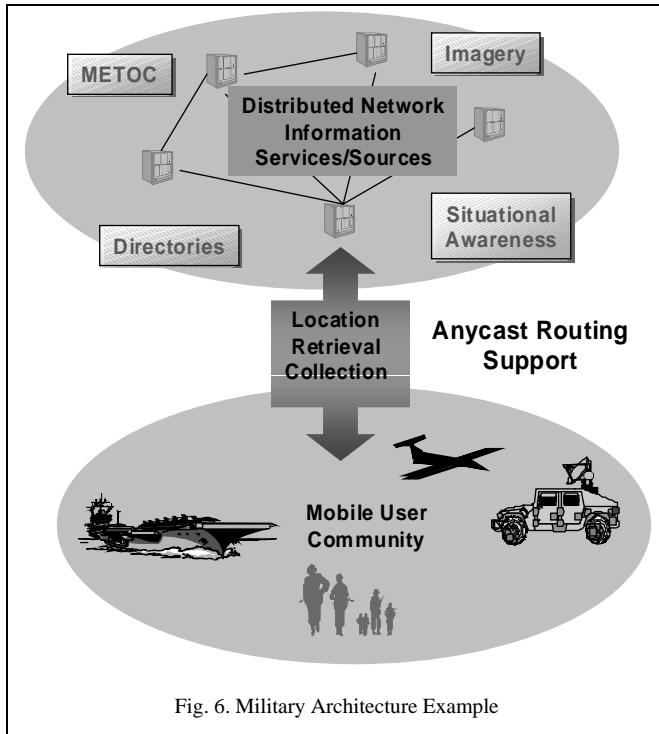 METOC
Imagery
Distributed Network
Information
Services/Sources
Directories
Situational
Awareness
Location
Retrieval
Collection
Anycast Routing
Support
Mobile User
Community
Fig. 6. Military Architecture Example